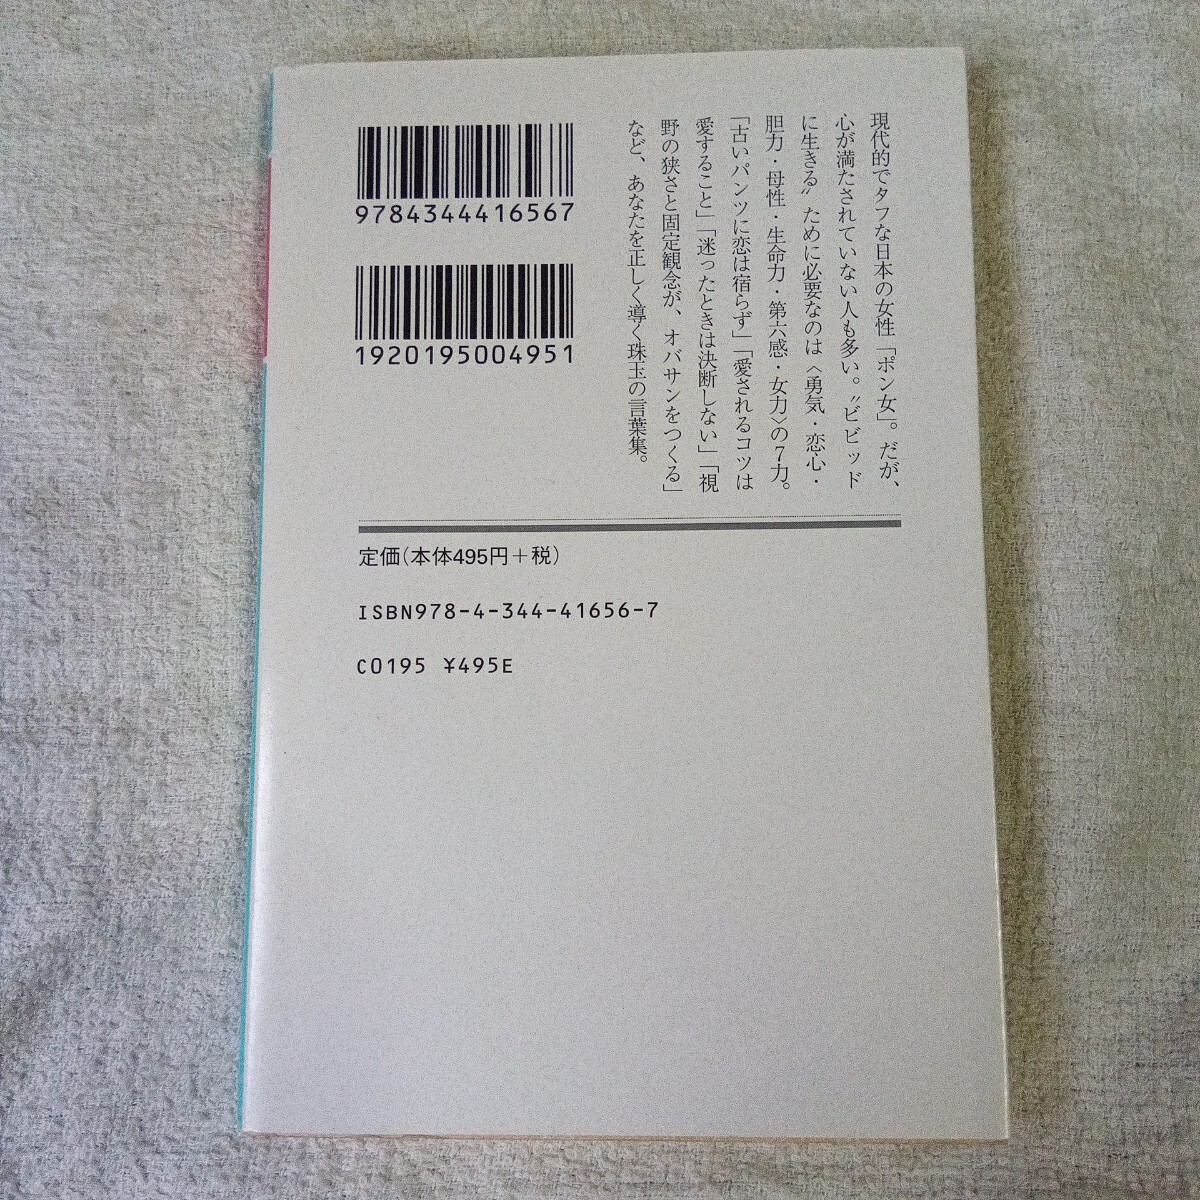 現代的でタフな日本の女性「ポン女」。だが、
心が満たされていない人も多い。〝ビビッド
に生きる〟ために必要なのは〈勇気・恋心・
胆力・母性・生命力・第六感・女力〉の7力。
「古いパンツに恋は宿らず」「愛されるコツは
愛すること」「迷ったときは決断しない」「視
野の狭さと固定観念が、オバサンをつくる」
など、あなたを正しく導く珠玉の言葉集。
9784344416567
1920195004951
定価(本体495円+税)
ISBN978-4-344-41656-7
C0195 ¥495E